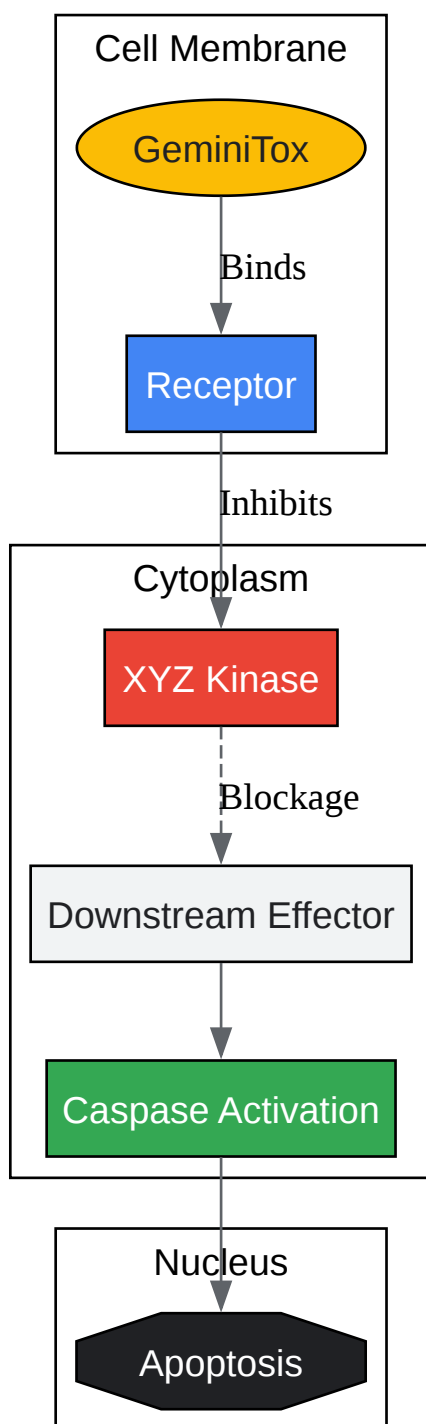 Cell Membrane
GeminiTox
Binds
Receptor
Inhibits
Cytoplasm
XYZ Kinase
Blockage
Downstream Effector
Caspase Activation
Nucleus
Apoptosis